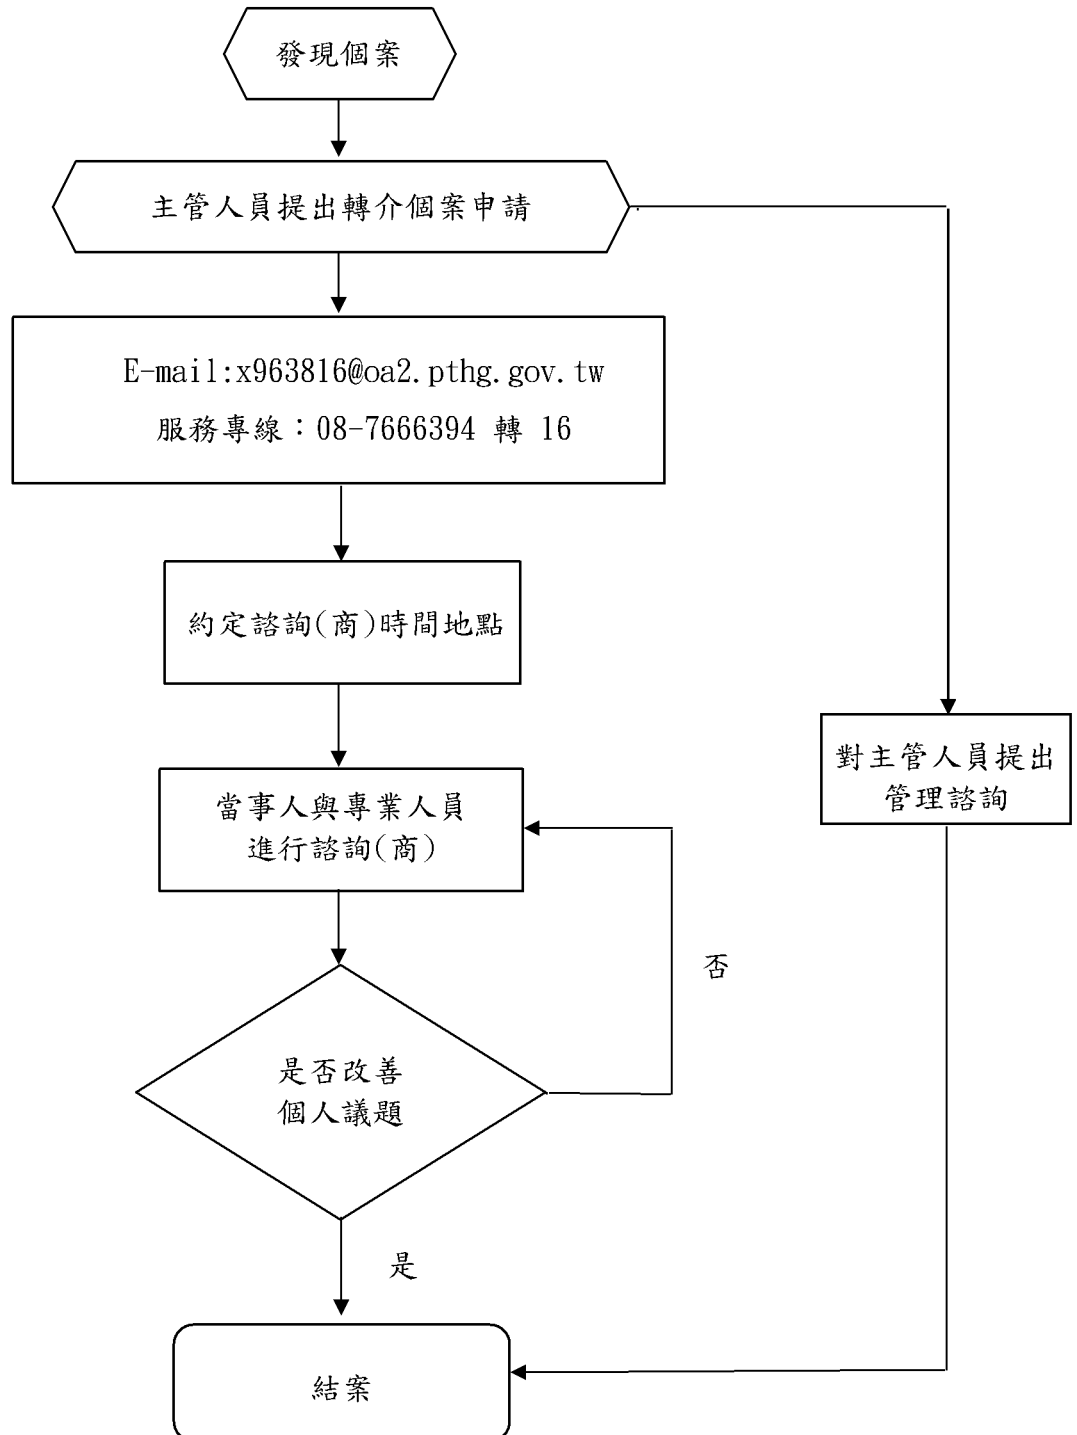 發現個案
主管人員提出轉介個案申請
E-mail:x963816@oa2.pthg.gov.tw
服務專線：08-7666394 轉 16
約定諮詢(商)時間地點
對主管人員提出
管理諮詢
當事人與專業人員
進行諮詢(商)
否
是否改善
個人議題
是
結案